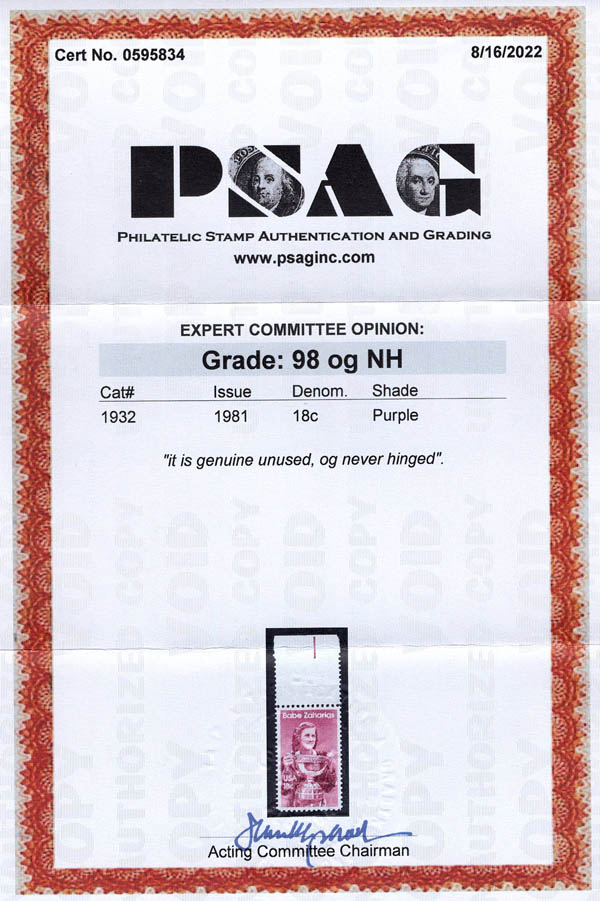 Cert No. 0595834
8/16/2022
PSAG
PHILATELIC STAMP AUTHENTICATION AND GRADING
www.psaginc.com
EXPERT COMMITTEE OPINION:
Grade: 98 og NH
Cat# Issue Denom. Shade
1932 1981 18c Purple
"it is genuine unused, og never hinged".
Babe Zaharias
USA
18c
Acting Committee Chairman